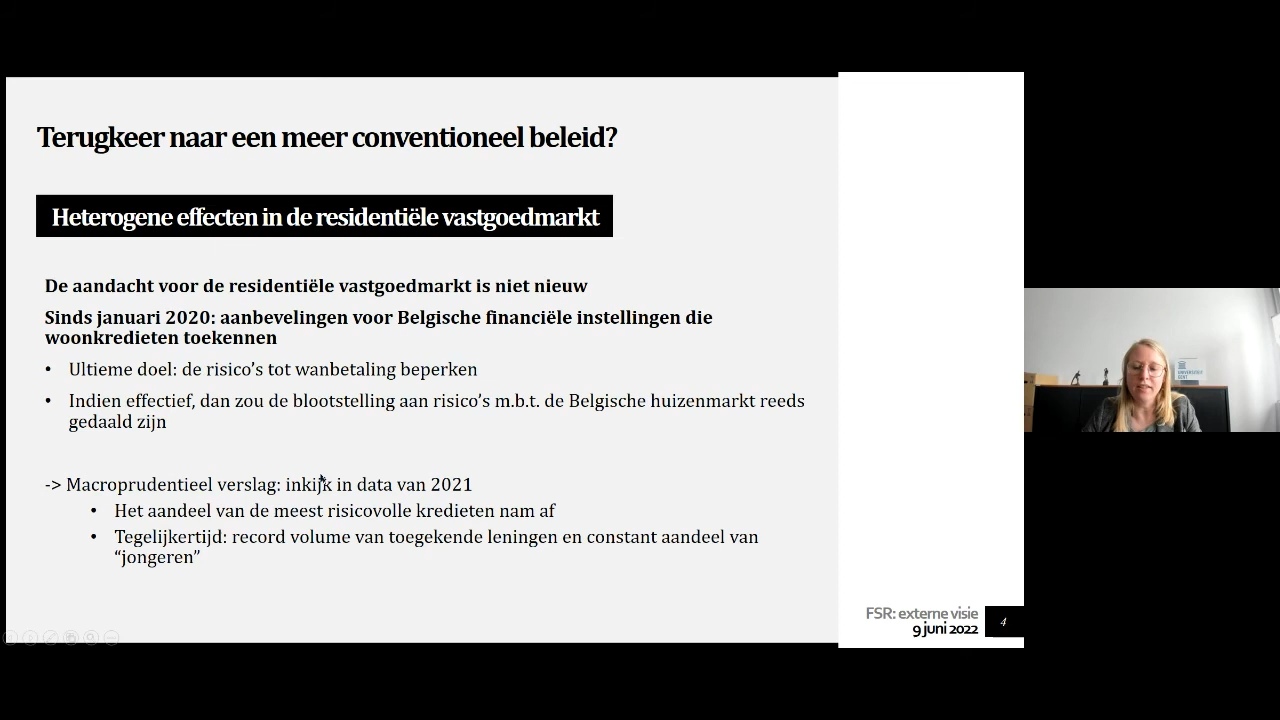 Terugkeer naar een meer conventioneel beleid?
Heterogene effecten in de residentiële vastgoedmarkt
De aandacht voor de residentiële vastgoedmarkt is niet nieuw
Sinds januari 2020: aanbevelingen voor Belgische financiële instellingen die
woonkredieten toekennen
• Ultieme doel: de risico's tot wanbetaling beperken
• Indien effectief, dan zou de blootstelling aan risico's m.b.t. de Belgische huizenmarkt reeds
gedaald zijn
-> Macroprudentieel verslag: inkijk in data van 2021
• Het aandeel van de meest risicovolle kredieten nam af
• Tegelijkertijd: record volume van toegekende leningen en constant aandeel van
“jongeren”
FSR: externe visie
9 juni 2022
4
UNIVERSITEIT
GENT